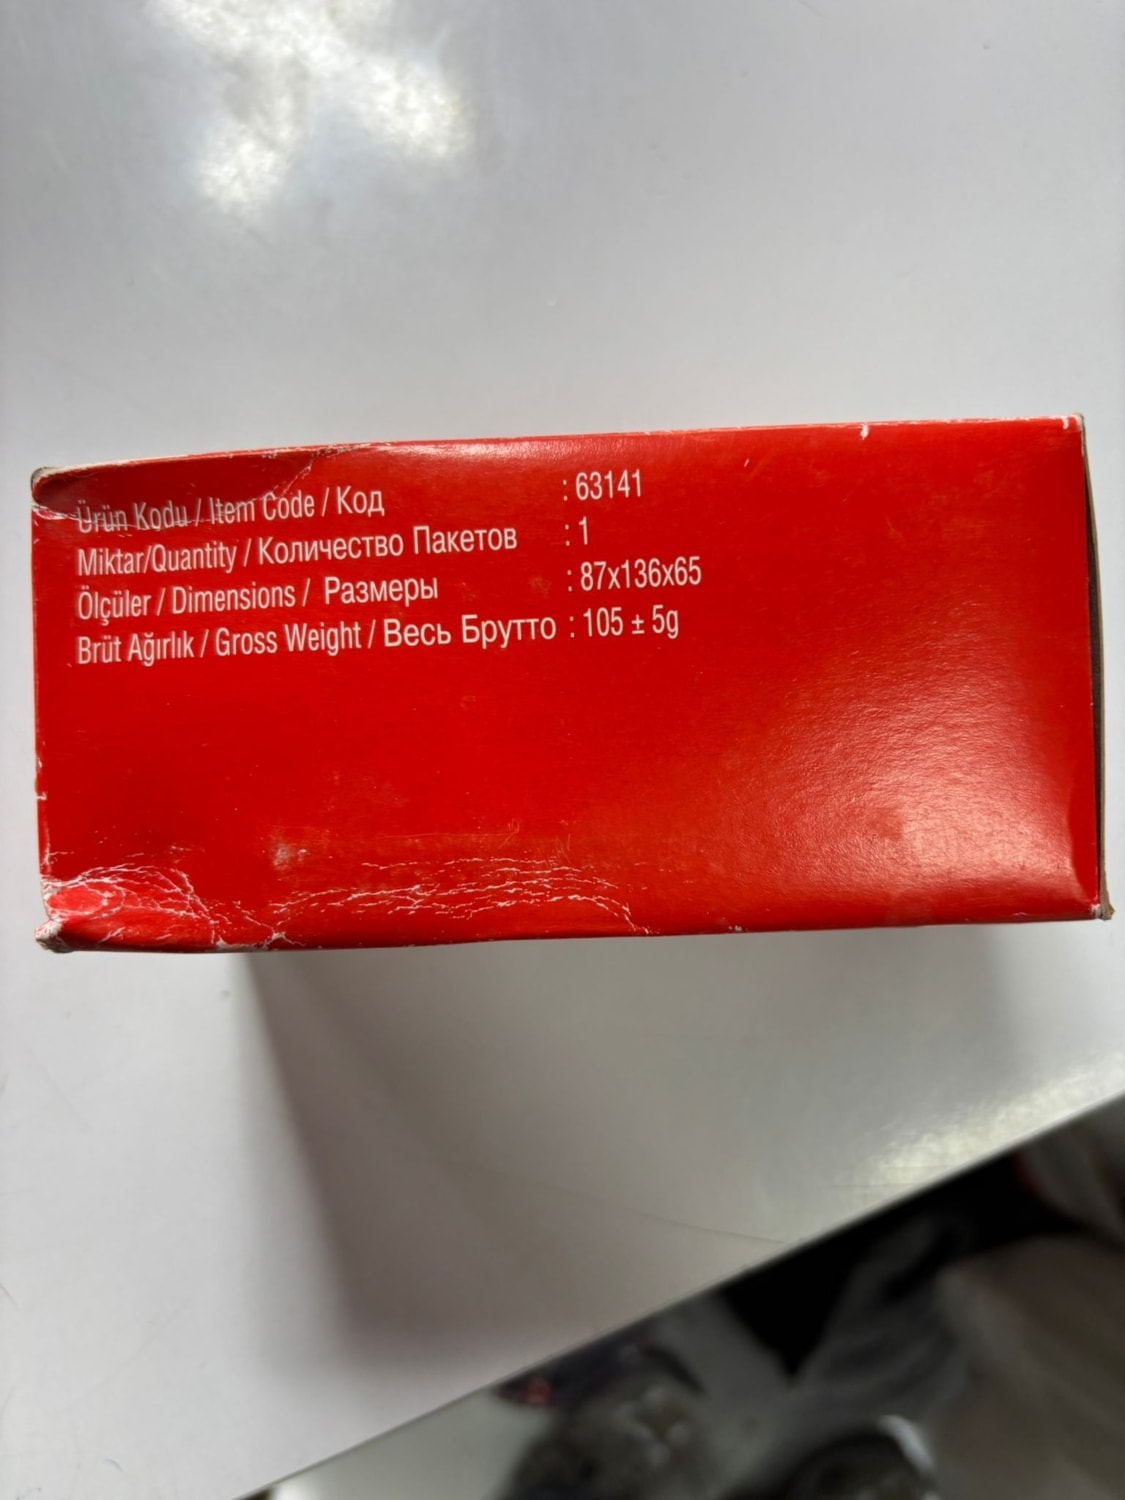 Ürün Kodu / Item Code / Код : 63141
Miktar/Quantity / Количество Пакетов : 1
Ölçüler / Dimensions / Размеры : 87x136x65
Brüt Ağırlık / Gross Weight / Весь Брутто : 105 ± 5g